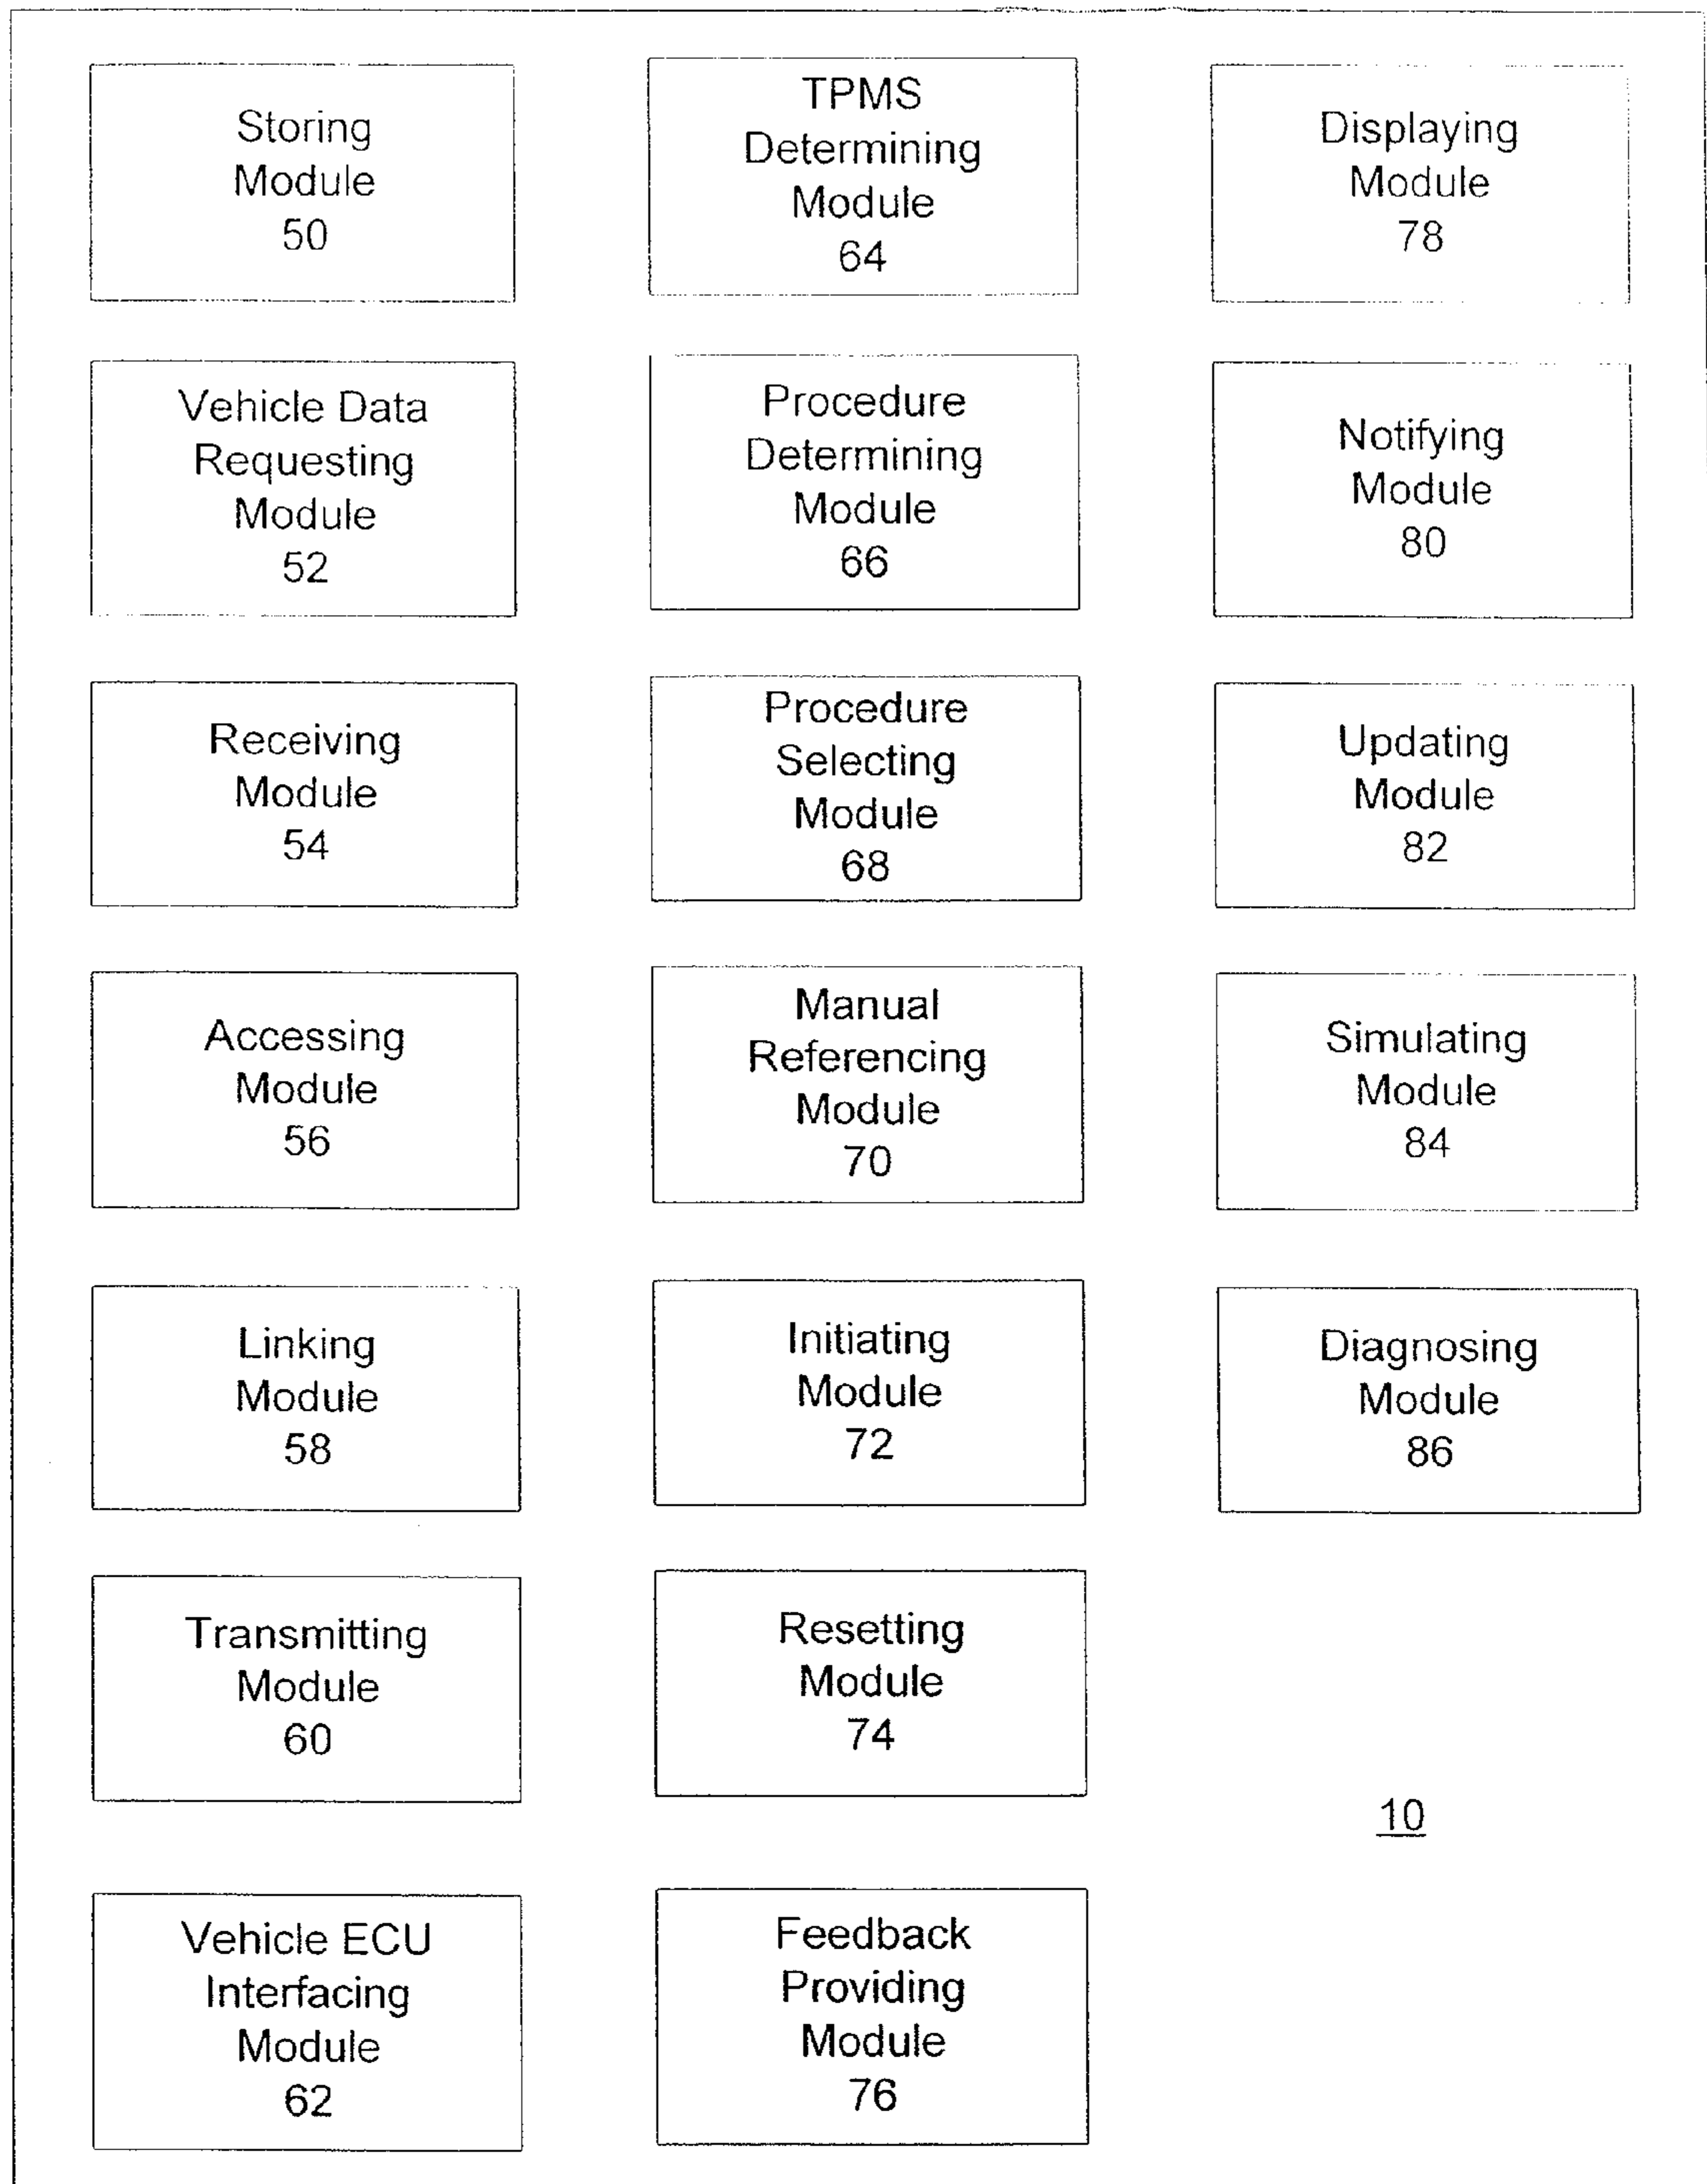 Storing
Module
50
Vehicle Data
Requesting
Module
52
Receiving
Module
54
Accessing
Module
56
Linking
Module
58
Transmitting
Module
60
Vehicle ECU
Interfacing
Module
62
TPMS
Determining
Module
64
Procedure
Determining
Module
66
Procedure
Selecting
Module
68
Manual
Referencing
Module
70
Initiating
Module
72
Resetting
Module
74
Feedback
Providing
Module
76
Displaying
Module
78
Notifying
Module
80
Updating
Module
82
Simulating
Module
84
Diagnosing
Module
86
10